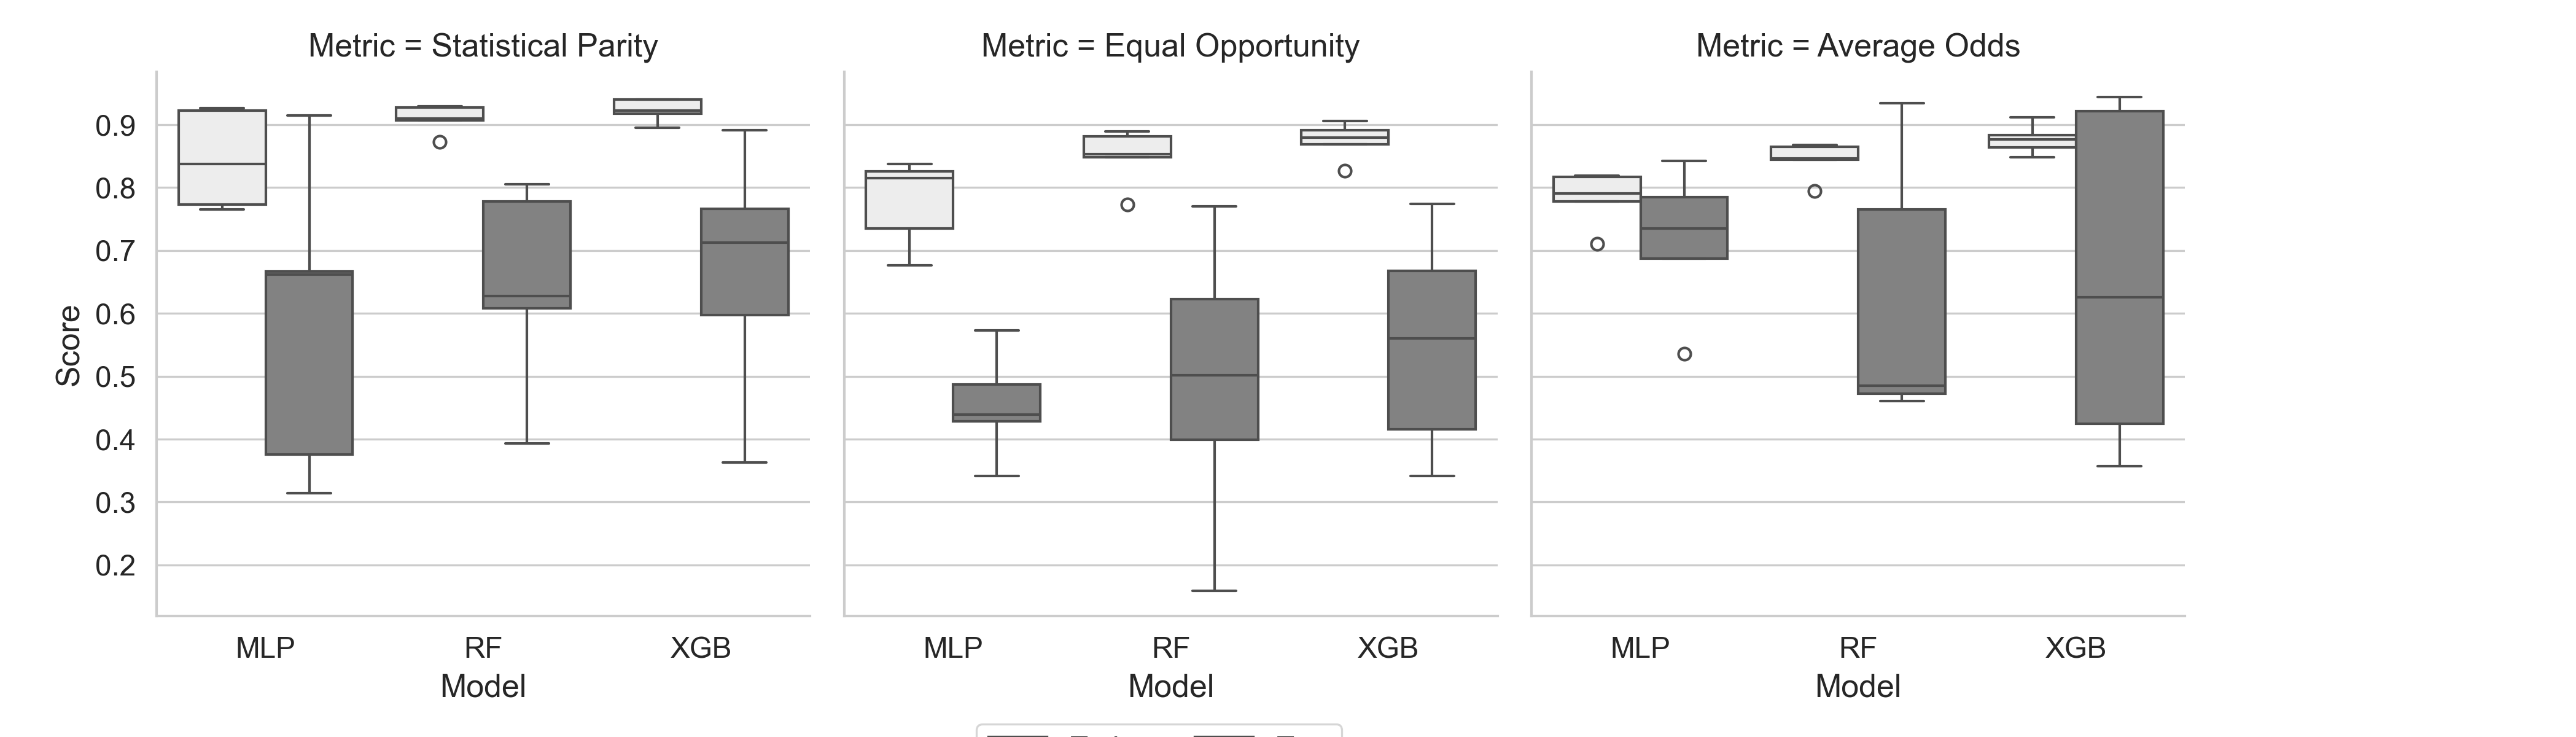 Metric = Statistical Parity
Metric = Equal Opportunity
Metric = Average Odds
Score
0.9
0.8
0.7
0.6
0.5
0.4
0.3
0.2
MLP RF XGB
MLP RF XGB
MLP RF XGB
Model
Model
Model